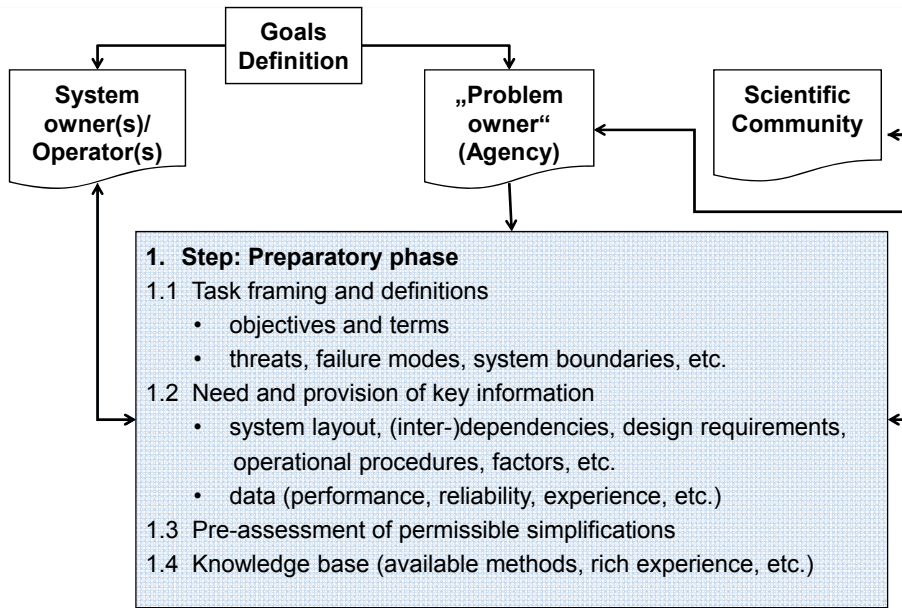 Goals
Definition
System
owner(s)/
Operator(s)
„Problem
owner“
(Agency)
Scientific
Community
1. Step: Preparatory phase
1.1 Task framing and definitions
• objectives and terms
• threats, failure modes, system boundaries, etc.
1.2 Need and provision of key information
• system layout, (inter-)dependencies, design requirements,
operational procedures, factors, etc.
• data (performance, reliability, experience, etc.)
1.3 Pre-assessment of permissible simplifications
1.4 Knowledge base (available methods, rich experience, etc.)